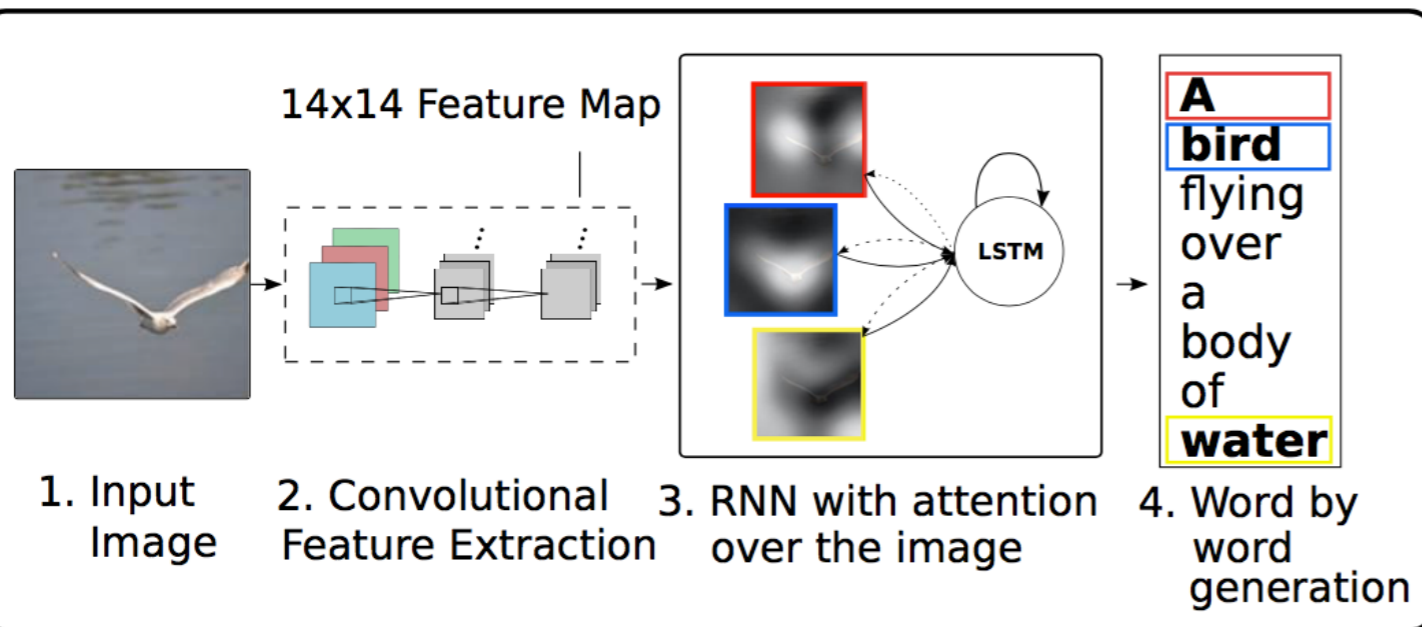 14x14 Feature Map
LSTM
A
bird
flying
over
a
body
of
water
1. Input
Image
2. Convolutional
Feature Extraction
3. RNN with attention
over the image
4. Word by
word
generation